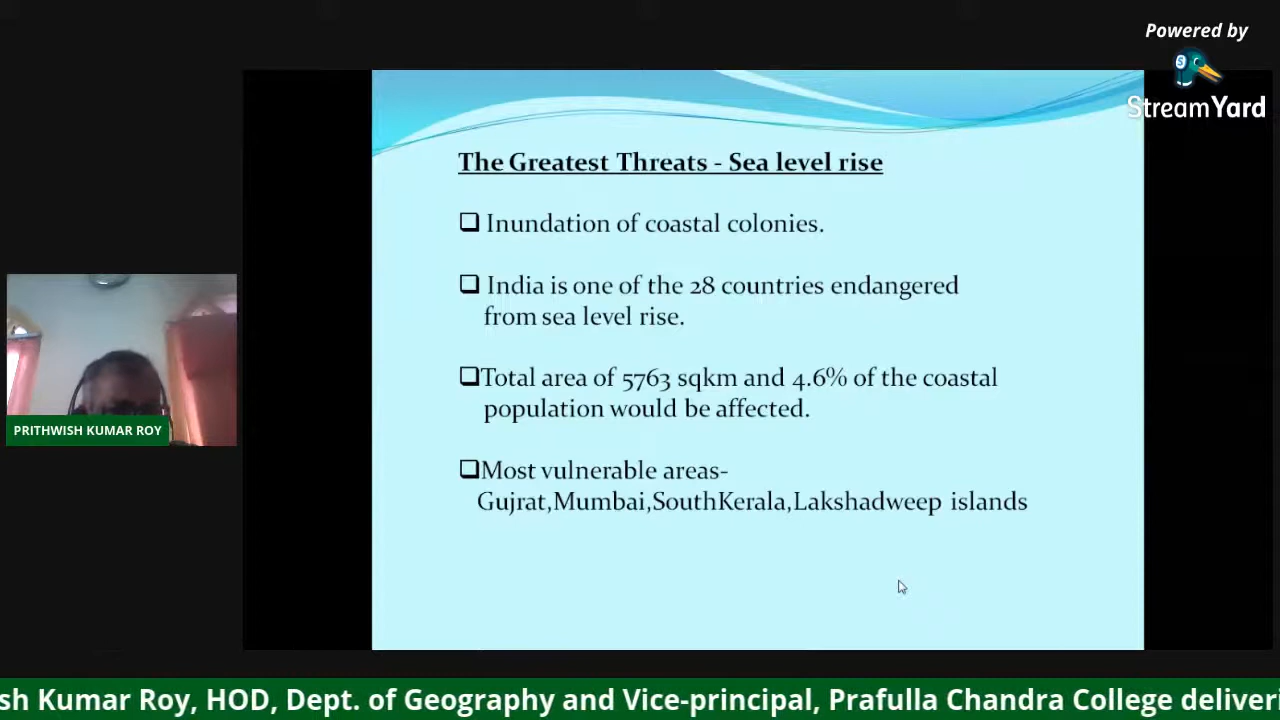 Powered by
StreamYard
The Greatest Threats - Sea level rise
❑ Inundation of coastal colonies.
❑ India is one of the 28 countries endangered
from sea level rise.
❑Total area of 5763 sqkm and 4.6% of the coastal
population would be affected.
❑Most vulnerable areas-
Gujrat,Mumbai,SouthKerala,Lakshadweep islands
PRITHWISH KUMAR ROY
sh Kumar Roy, HOD, Dept. of Geography and Vice-principal, Prafulla Chandra College deliveri